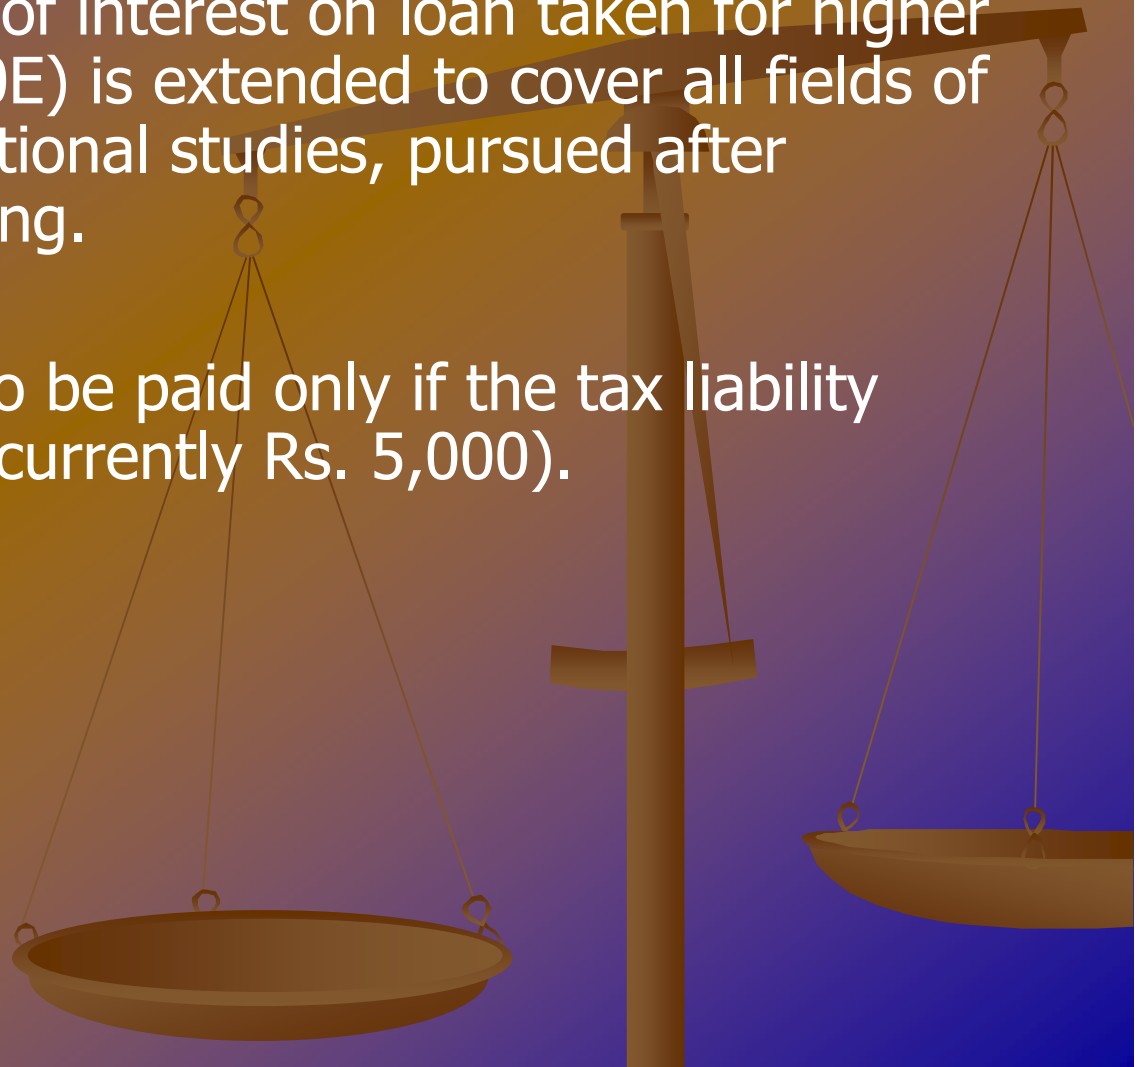 of interest on loan taken for higher
0E) is extended to cover all fields of
tional studies, pursued after
ng.
o be paid only if the tax liability
currently Rs. 5,000).